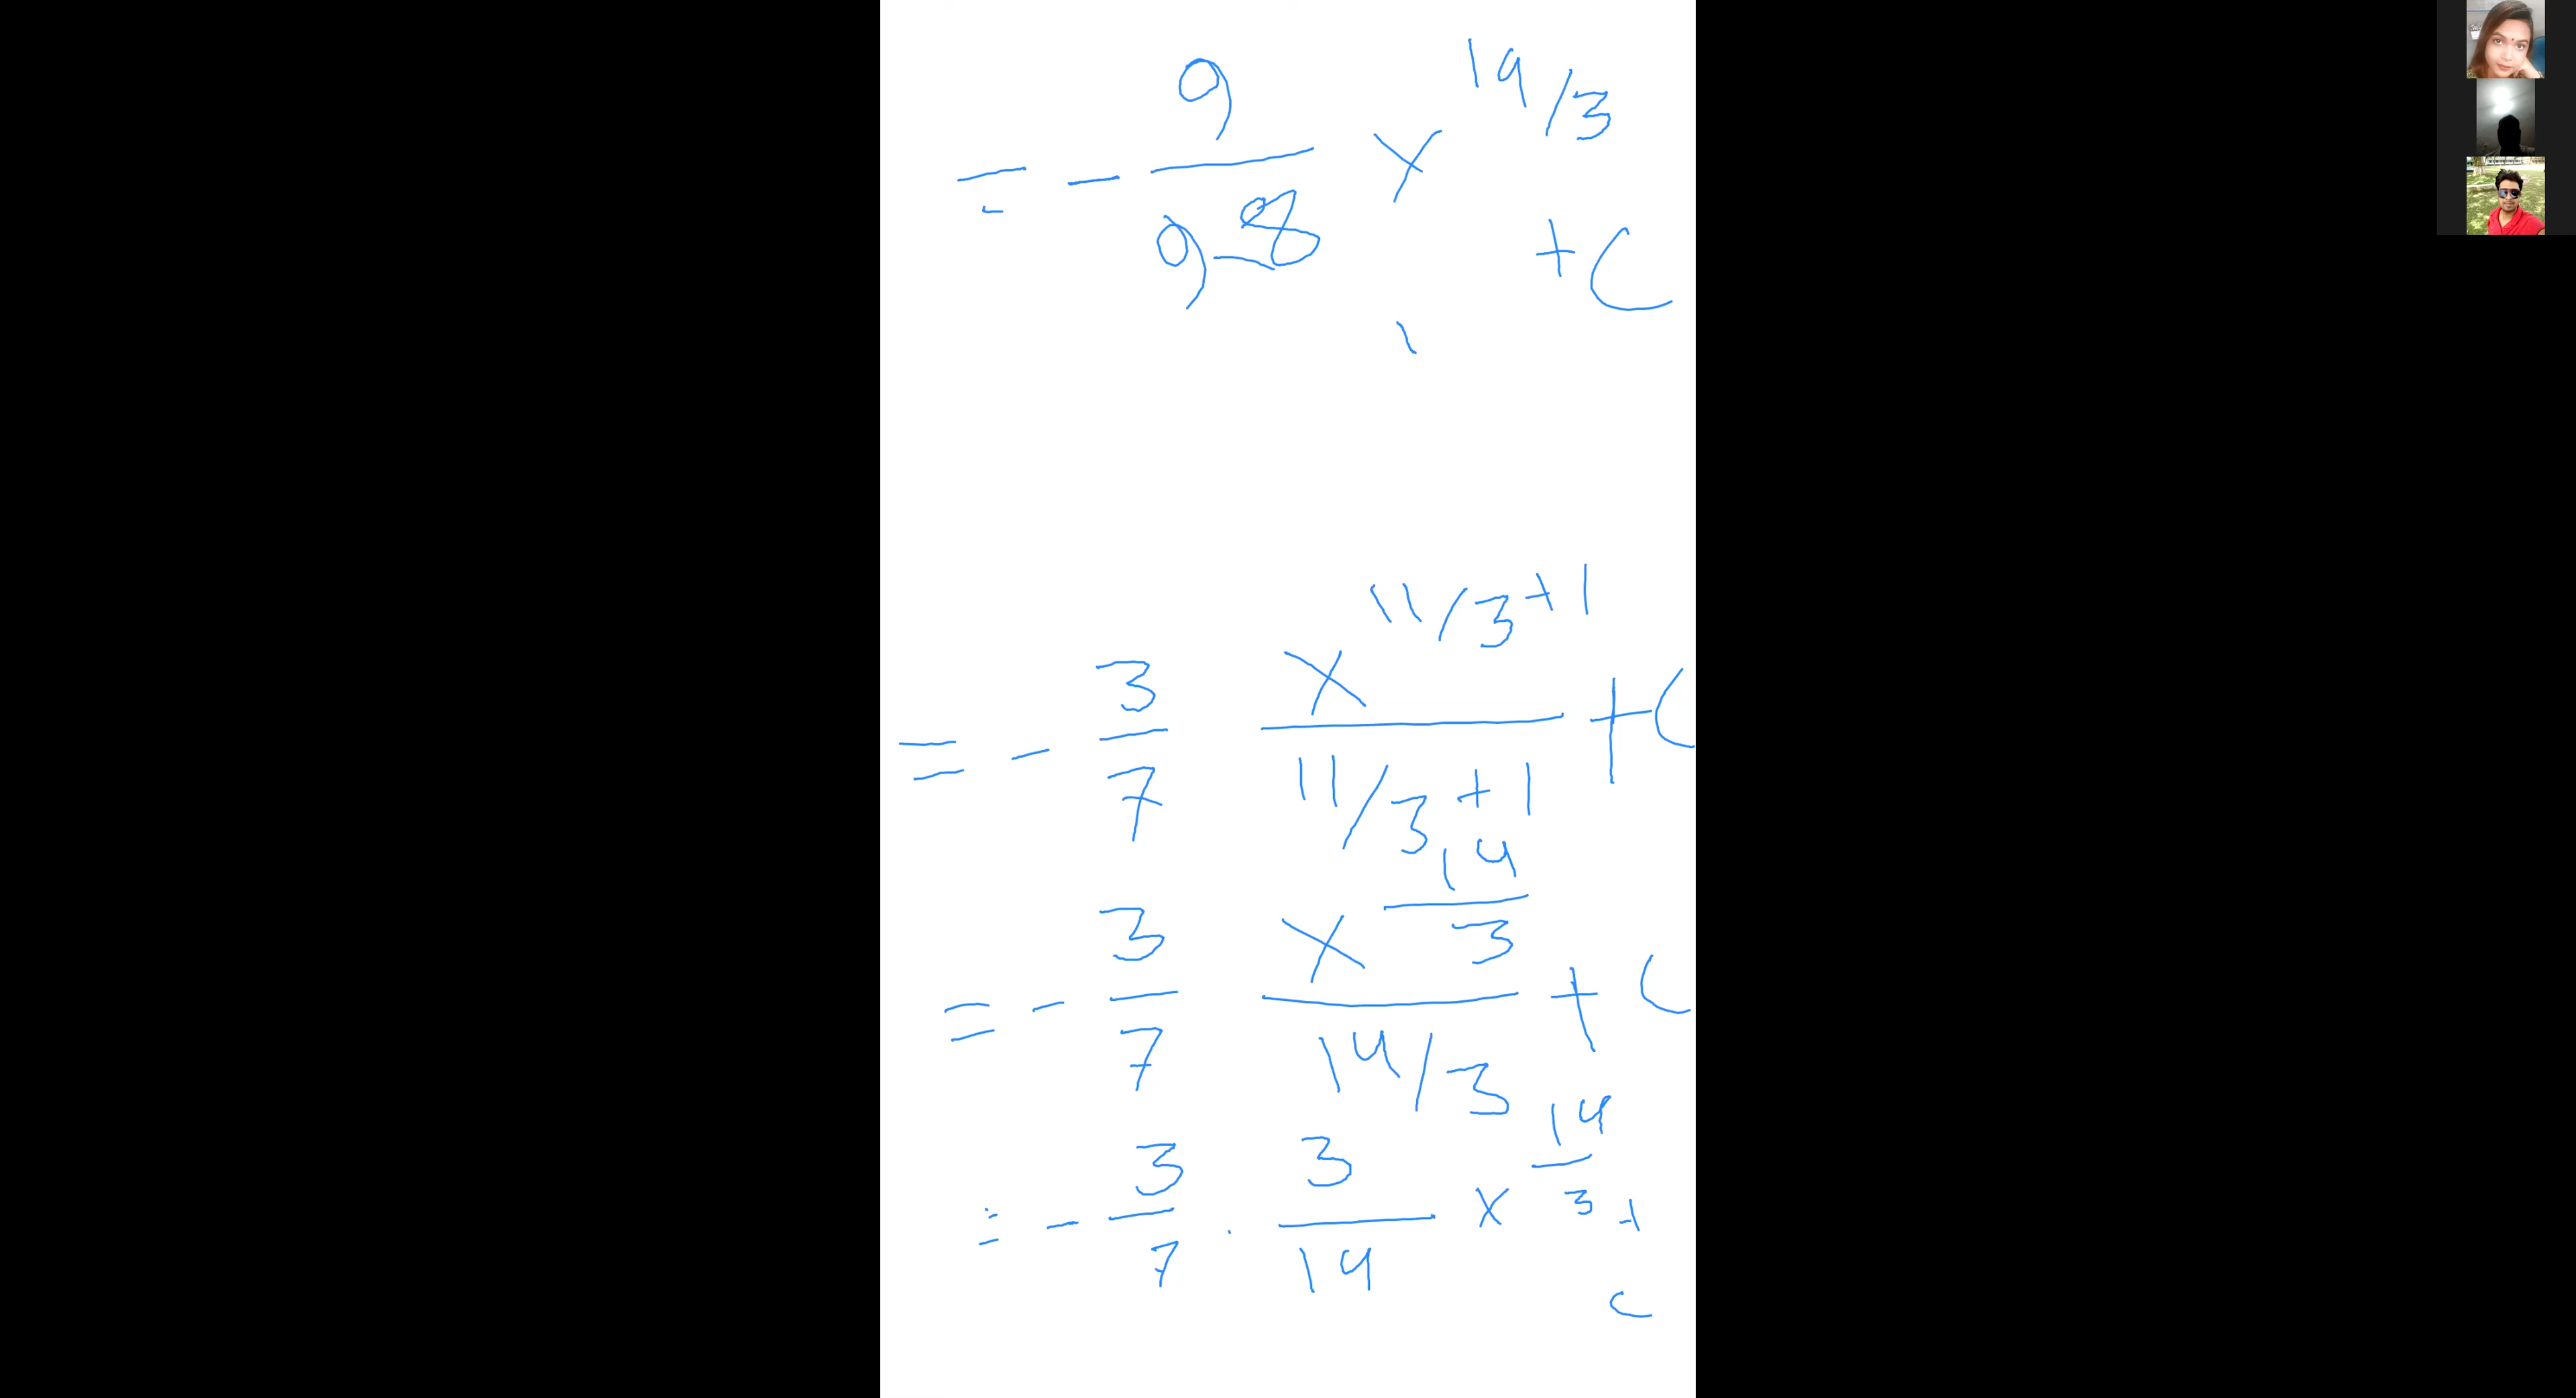 = - 9/98 x^14/3 + C
= - 3/7 x^11/3+1 / 11/3+1 + C
= - 3/7 x^14/3 / 14/3 + C
= - 3/7 . 3/14 x^14/3 + C